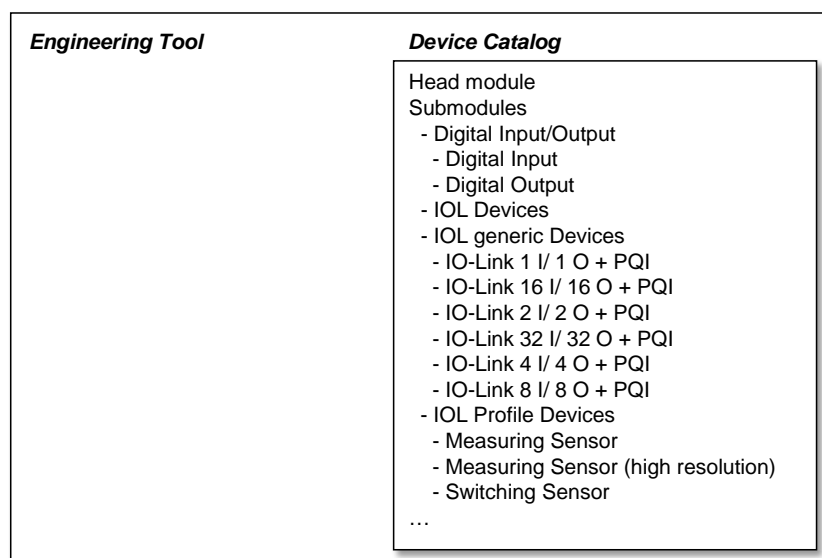 Engineering Tool
Device Catalog
Head module
Submodules
- Digital Input/Output
- Digital Input
- Digital Output
- IOL Devices
- IOL generic Devices
- IO-Link 1 I/ 1 O + PQI
- IO-Link 16 I/ 16 O + PQI
- IO-Link 2 I/ 2 O + PQI
- IO-Link 32 I/ 32 O + PQI
- IO-Link 4 I/ 4 O + PQI
- IO-Link 8 I/ 8 O + PQI
- IOL Profile Devices
- Measuring Sensor
- Measuring Sensor (high resolution)
- Switching Sensor
…